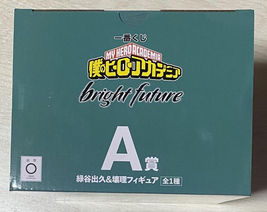 一番くじ
MY HERO ACADEMIA
僕のヒーローアカデミア
bright future
A賞
緑谷出久&壊理フィギュア 全1種